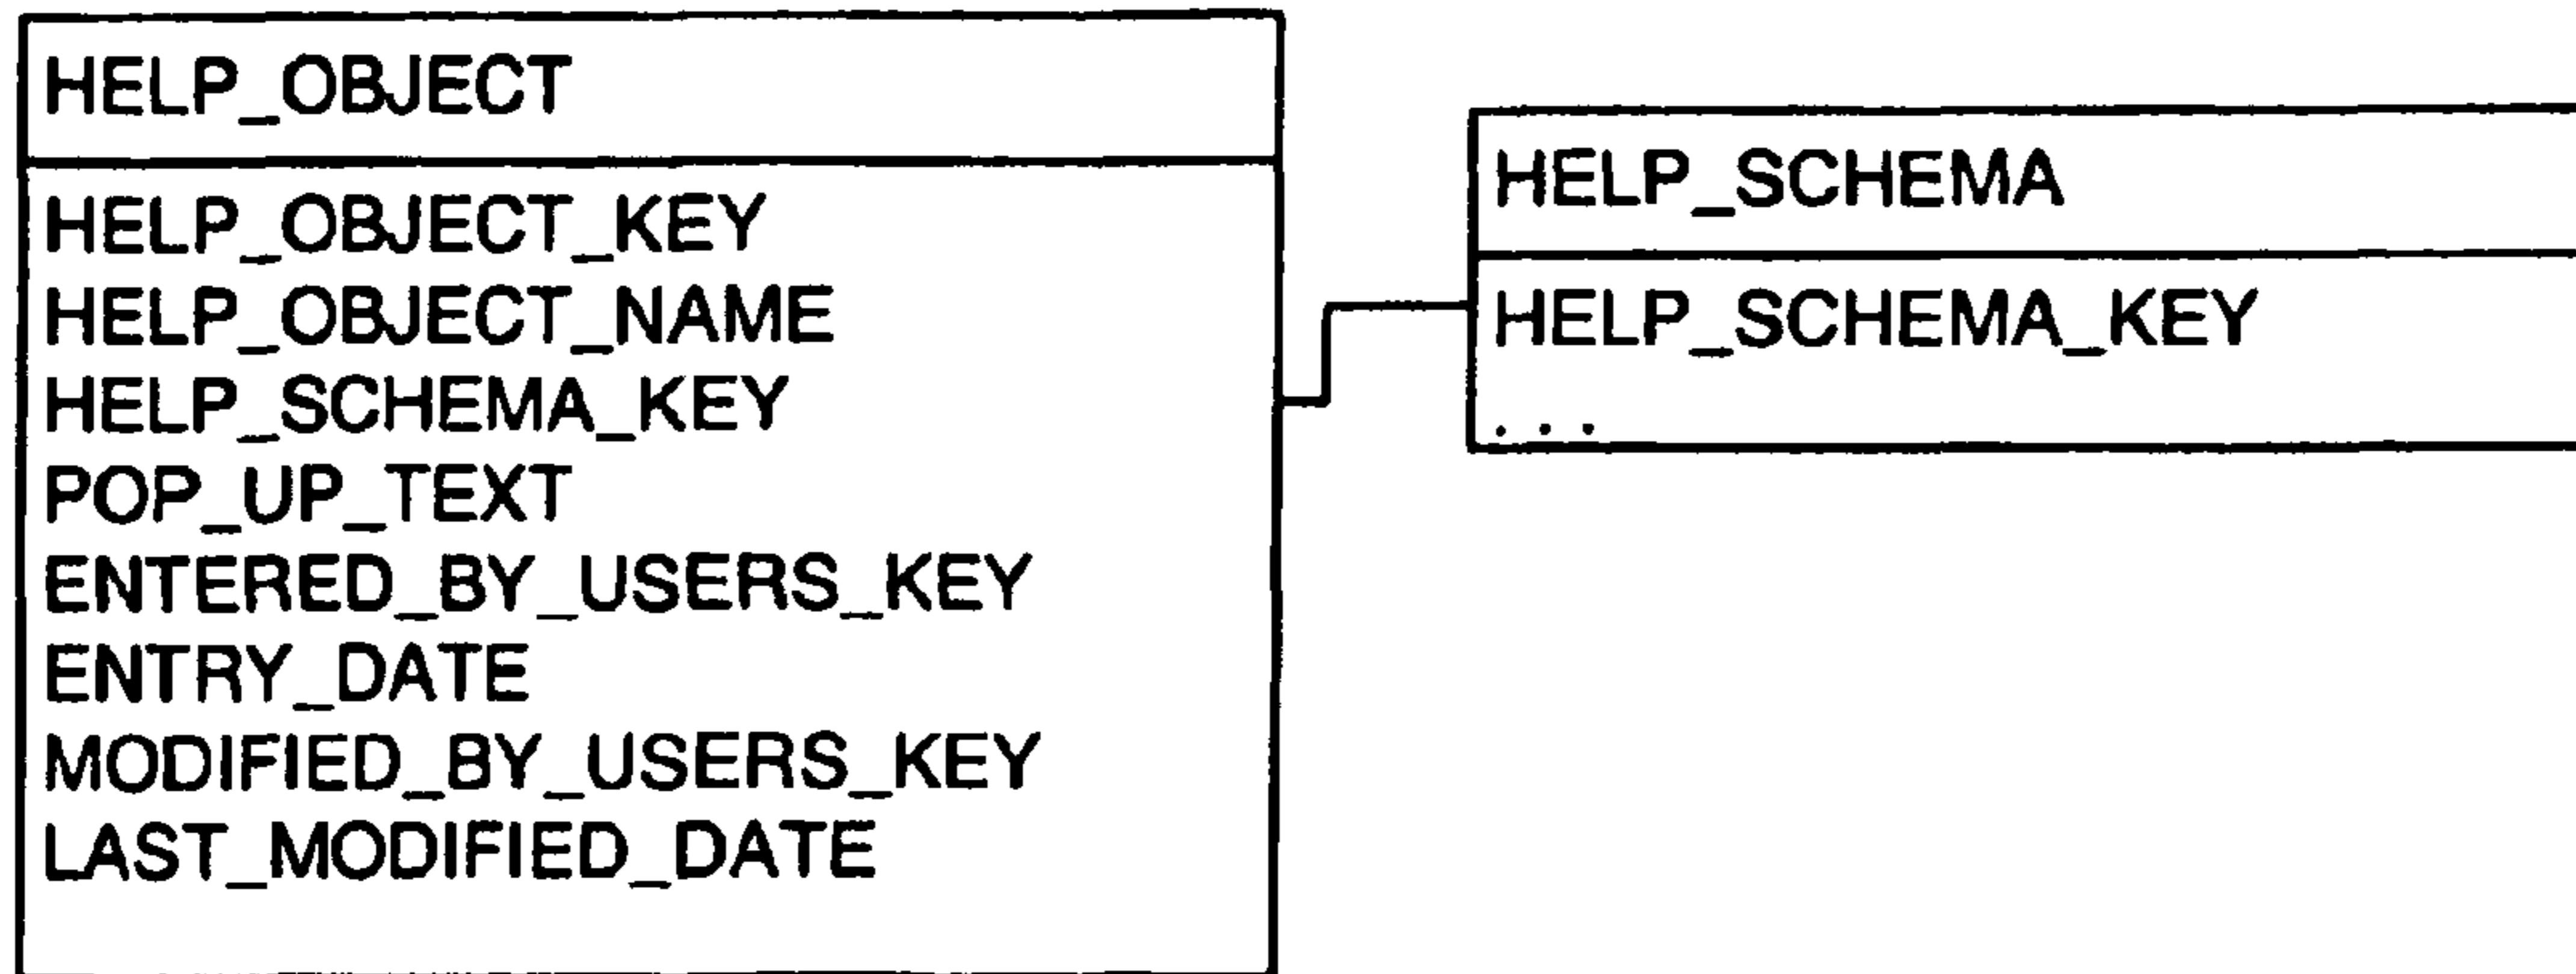 HELP_OBJECT
HELP_OBJECT_KEY
HELP_OBJECT_NAME
HELP_SCHEMA_KEY
POP_UP_TEXT
ENTERED_BY_USERS_KEY
ENTRY_DATE
MODIFIED_BY_USERS_KEY
LAST_MODIFIED_DATE
HELP_SCHEMA
HELP_SCHEMA_KEY
. . .